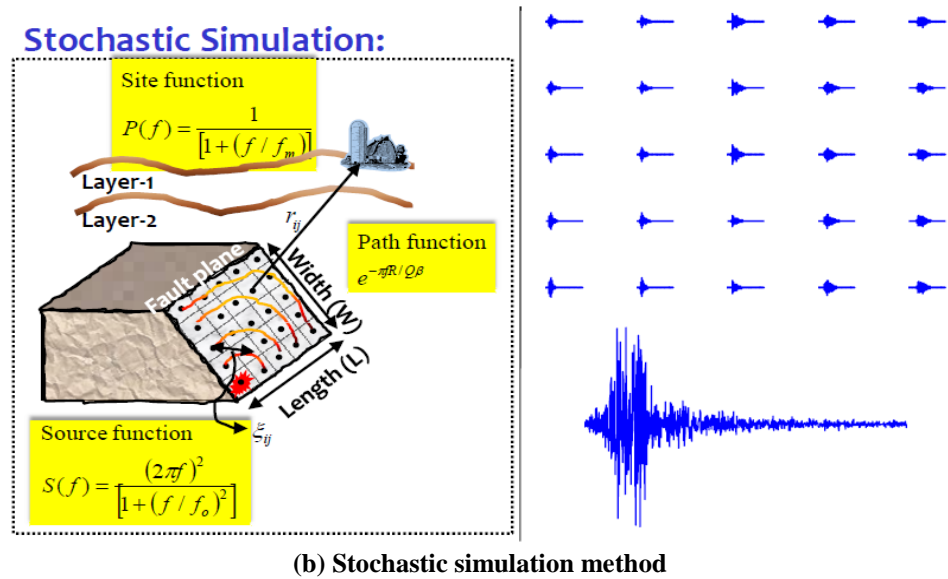 Stochastic Simulation:
Site function
P(f) = 1 / [1 + (f / f_m)]
Layer-1
Layer-2
r_ij
Path function
e^{-πfR/Qβ}
Fault plane
Width (W)
Length (L)
ξ_ij
Source function
S(f) = (2πf)^2 / [1 + (f / f_o)^2]
(b) Stochastic simulation method